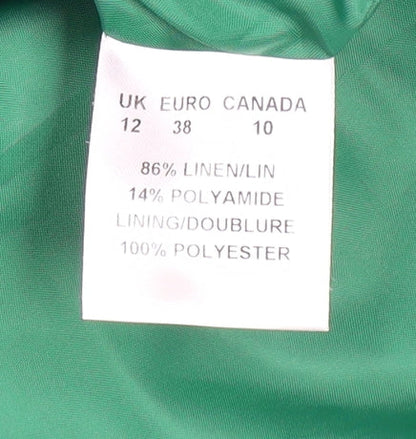 UK EURO CANADA
12 38 10
86% LINEN/LIN
14% POLYAMIDE
LINING/DOUBLURE
100% POLYESTER